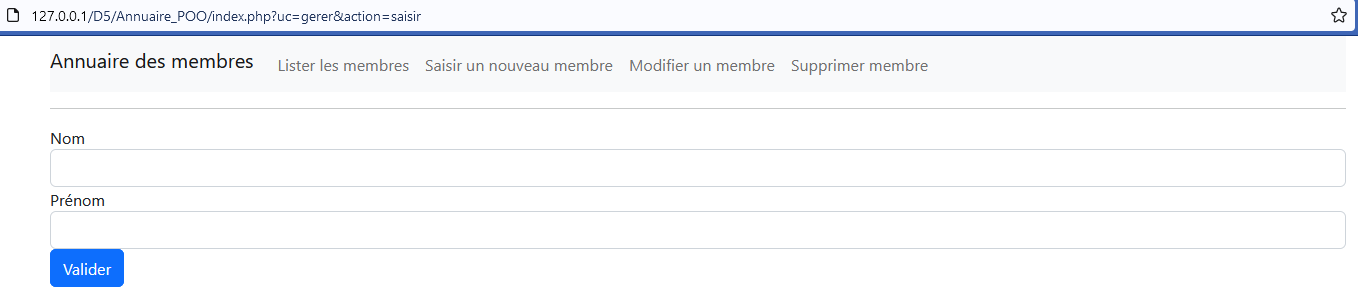 127.0.0.1/D5/Annuaire_POO/index.php?uc=gerer&action=saisir
Annuaire des membres Lister les membres Saisir un nouveau membre Modifier un membre Supprimer membre
Nom
Prénom
Valider